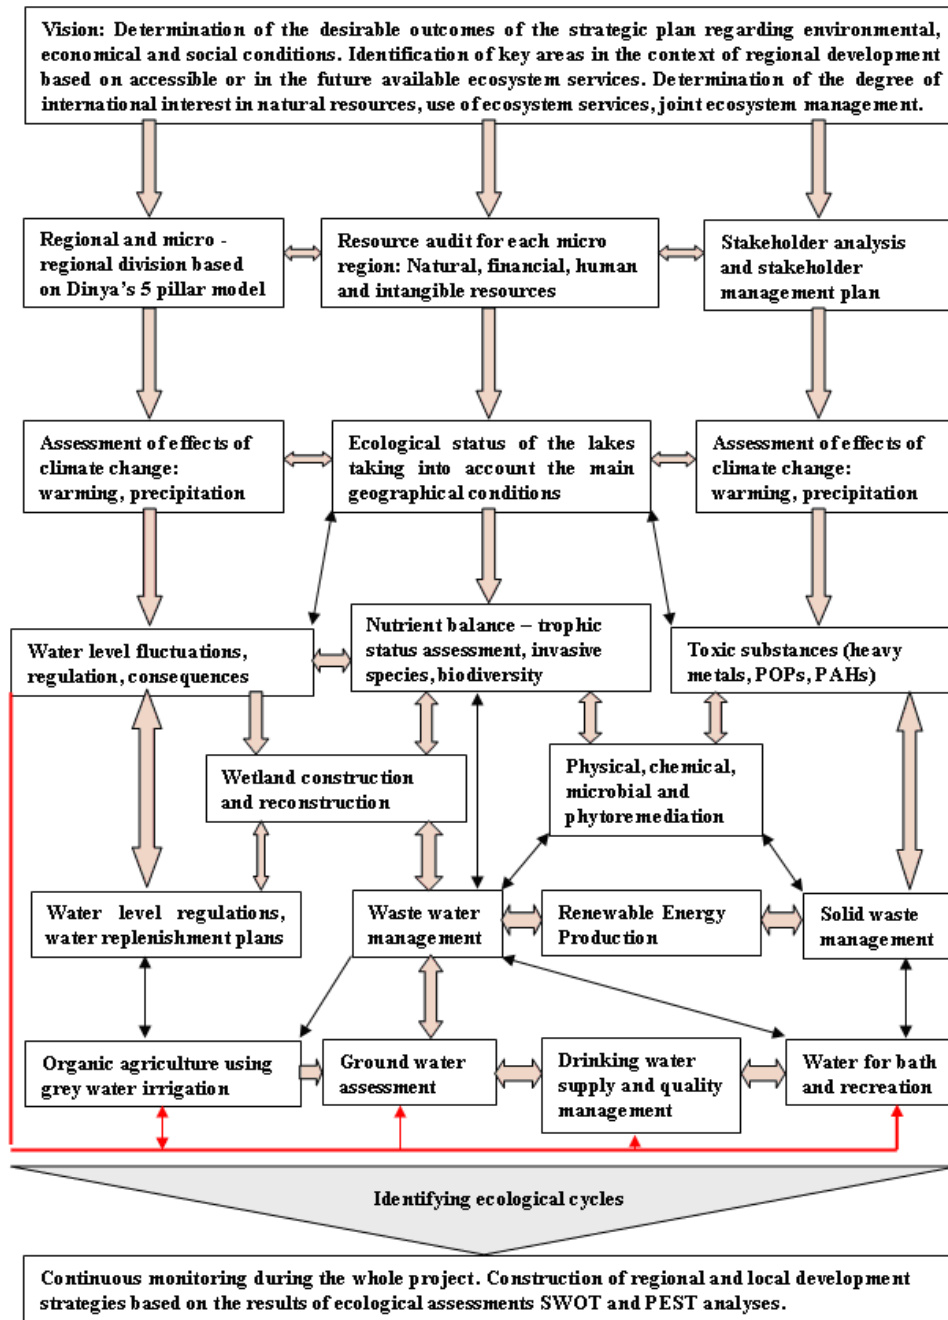 Vision: Determination of the desirable outcomes of the strategic plan regarding environmental,
economical and social conditions. Identification of key areas in the context of regional development
based on accessible or in the future available ecosystem services. Determination of the degree of
international interest in natural resources, use of ecosystem services, joint ecosystem management.
Regional and micro -
regional division based
on Dinya's 5 pillar model
Resource audit for each micro
region: Natural, financial, human
and intangible resources
Stakeholder analysis
and stakeholder
management plan
Assessment of effects of
climate change:
warming, precipitation
Ecological status of the lakes
taking into account the main
geographical conditions
Assessment of effects of
climate change:
warming, precipitation
Water level fluctuations,
regulation, consequences
Nutrient balance – trophic
status assessment, invasive
species, biodiversity
Toxic substances (heavy
metals, POPs, PAHs)
Wetland construction
and reconstruction
Physical, chemical,
microbial and
phytoremediation
Water level regulations,
water replenishment plans
Waste water
management
Renewable Energy
Production
Solid waste
management
Organic agriculture using
grey water irrigation
Ground water
assessment
Drinking water
supply and quality
management
Water for bath
and recreation
Identifying ecological cycles
Continuous monitoring during the whole project. Construction of regional and local development
strategies based on the results of ecological assessments SWOT and PEST analyses.